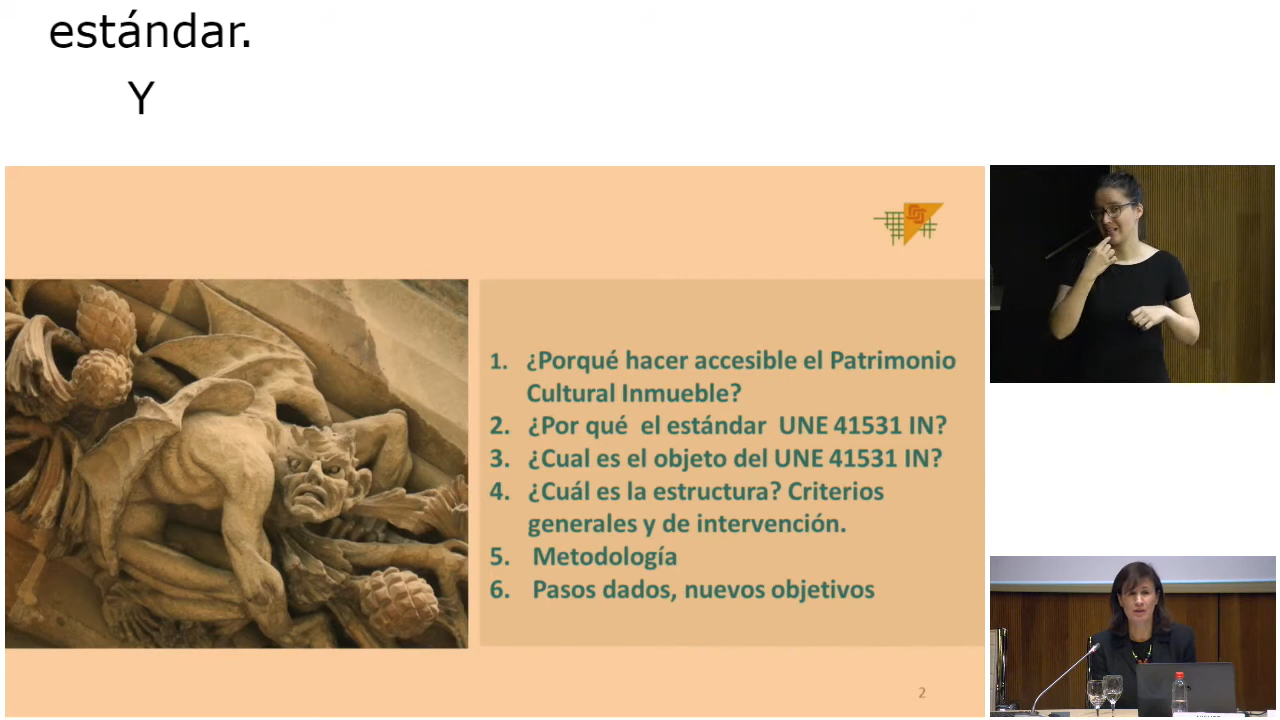 estándar.
Y
1. ¿Porqué hacer accesible el Patrimonio
Cultural Inmueble?
2. ¿Por qué el estándar UNE 41531 IN?
3. ¿Cual es el objeto del UNE 41531 IN?
4. ¿Cuál es la estructura? Criterios
generales y de intervención.
5. Metodología
6. Pasos dados, nuevos objetivos
2